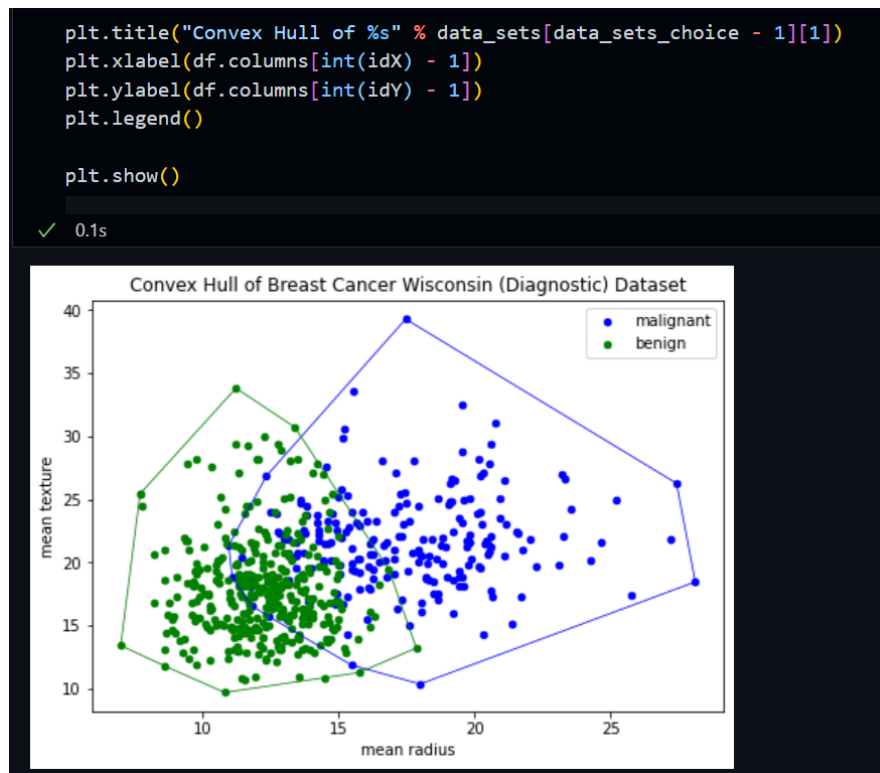 plt.title("Convex Hull of %s" % data_sets[data_sets_choice - 1][1])
plt.xlabel(df.columns[int(idX) - 1])
plt.ylabel(df.columns[int(idY) - 1])
plt.legend()
plt.show()
0.1s
Convex Hull of Breast Cancer Wisconsin (Diagnostic) Dataset
malignant
benign
40
35
30
25
20
15
10
mean texture
10
15
20
25
mean radius